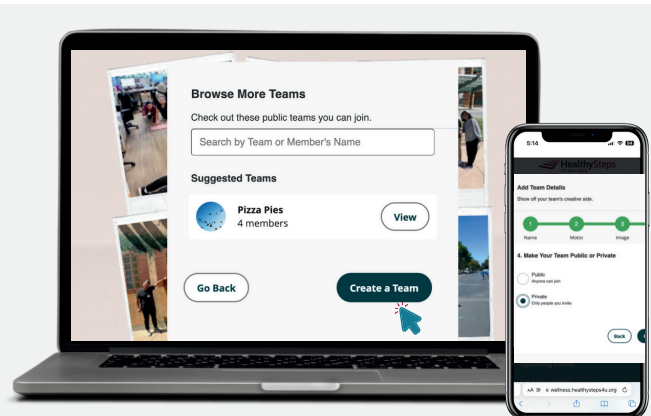 Browse More Teams
Check out these public teams you can join.
Search by Team or Member's Name
Suggested Teams
Pizza Pies
4 members
View
Go Back
Create a Team
5:14
HealthySteps
Add Team Details
Show off your team's creative side.
1 2 3
Name Motto Image
4. Make Your Team Public or Private
Public
Anyone can join
Private
Only people you invite
Back
AA wellness.healthysteps4u.org